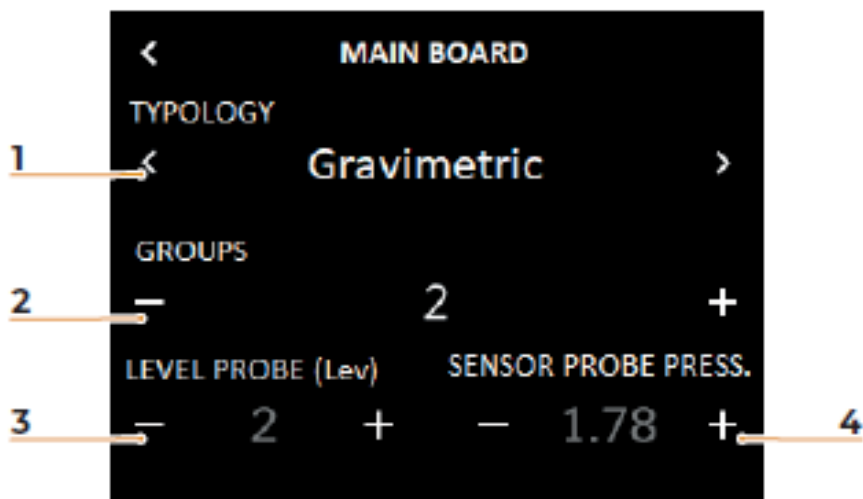 < MAIN BOARD
TYPOLOGY
1 < Gravimetric >
GROUPS
2 − 2 +
LEVEL PROBE (Lev) SENSOR PROBE PRESS.
3 − 2 + − 1.78 + 4